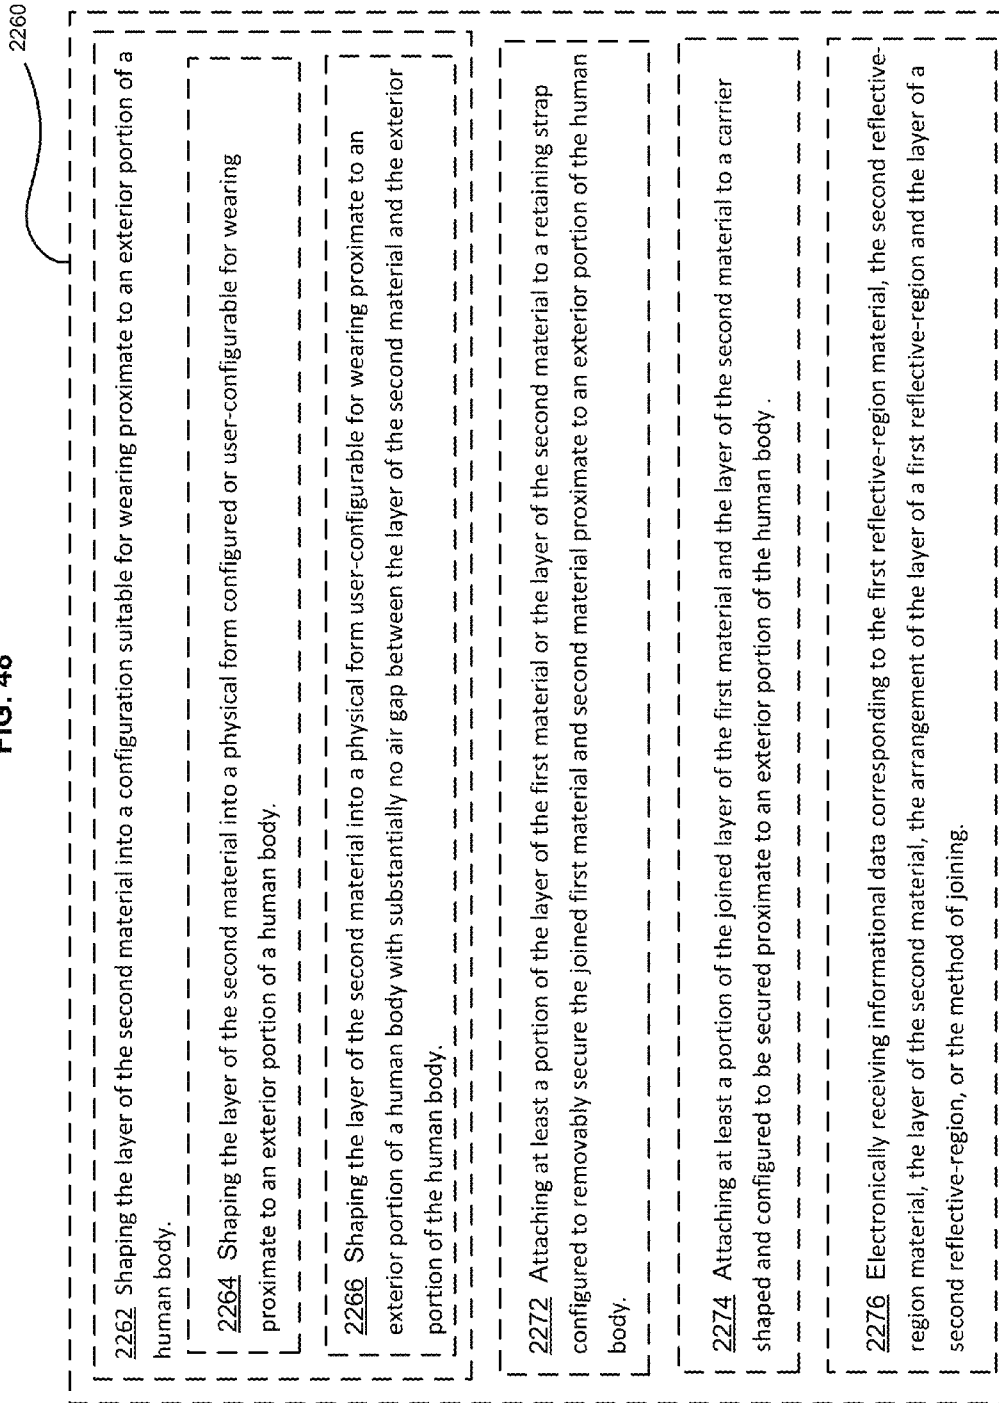 FIG. 48
2260
2262 Shaping the layer of the second material into a configuration suitable for wearing proximate to an exterior portion of a
human body.
2264 Shaping the layer of the second material into a physical form configured or user-configurable for wearing
proximate to an exterior portion of a human body.
2266 Shaping the layer of the second material into a physical form user-configurable for wearing proximate to an
exterior portion of a human body with substantially no air gap between the layer of the second material and the exterior
portion of the human body.
2272 Attaching at least a portion of the layer of the first material or the layer of the second material to a retaining strap
configured to removably secure the joined first material and second material proximate to an exterior portion of the human
body.
2274 Attaching at least a portion of the joined layer of the first material and the layer of the second material to a carrier
shaped and configured to be secured proximate to an exterior portion of the human body .
2276 Electronically receiving informational data corresponding to the first reflective-region material, the second reflective-
region material, the layer of the second material, the arrangement of the layer of a first reflective-region and the layer of a
second reflective-region, or the method of joining.